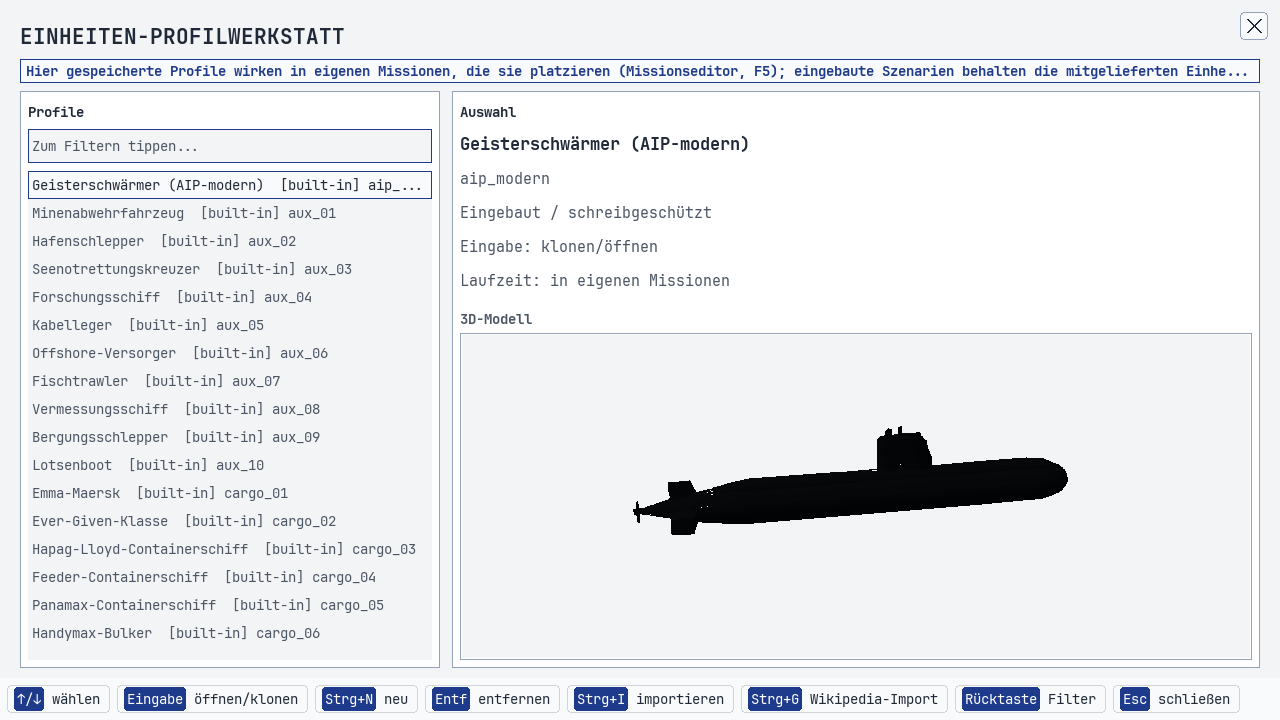 EINHEITEN-PROFILWERKSTATT
Hier gespeicherte Profile wirken in eigenen Missionen, die sie platzieren (Missionseditor, F5); eingebaute Szenarien behalten die mitgelieferten Einhe...
Profile
Zum Filtern tippen...
Geisterschwärmer (AIP-modern)  [built-in] aip_...
Minenabwehrfahrzeug  [built-in] aux_01
Hafenschlepper  [built-in] aux_02
Seenotrettungskreuzer  [built-in] aux_03
Forschungsschiff  [built-in] aux_04
Kabelleger  [built-in] aux_05
Offshore-Versorger  [built-in] aux_06
Fischtrawler  [built-in] aux_07
Vermessungsschiff  [built-in] aux_08
Bergungsschlepper  [built-in] aux_09
Lotsenboot  [built-in] aux_10
Emma-Maersk  [built-in] cargo_01
Ever-Given-Klasse  [built-in] cargo_02
Hapag-Lloyd-Containerschiff  [built-in] cargo_03
Feeder-Containerschiff  [built-in] cargo_04
Panamax-Containerschiff  [built-in] cargo_05
Handymax-Bulker  [built-in] cargo_06
Auswahl
Geisterschwärmer (AIP-modern)
aip_modern
Eingebaut / schreibgeschützt
Eingabe: klonen/öffnen
Laufzeit: in eigenen Missionen
3D-Modell
↑/↓ wählen Eingabe öffnen/klonen Strg+N neu Entf entfernen Strg+I importieren Strg+G Wikipedia-Import Rücktaste Filter Esc schließen